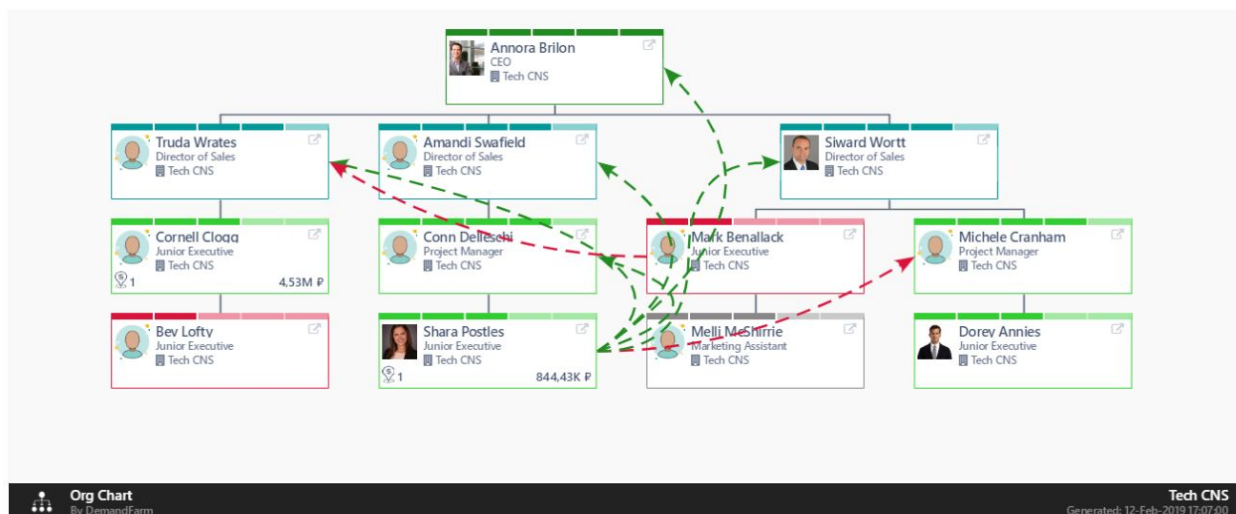 Annora Brilon
CEO
Tech CNS
Truda Wrates
Director of Sales
Tech CNS
Amandi Swafield
Director of Sales
Tech CNS
Siward Wortt
Director of Sales
Tech CNS
Cornell Clogg
Junior Executive
Tech CNS
1 4,53M ₽
Conn Delleschi
Project Manager
Tech CNS
Mark Benallack
Junior Executive
Tech CNS
Michele Cranham
Project Manager
Tech CNS
Bev Lofty
Junior Executive
Tech CNS
Shara Postles
Junior Executive
Tech CNS
1 844,43K ₽
Melli McShirrie
Marketing Assistant
Tech CNS
Dorey Annies
Junior Executive
Tech CNS
Org Chart
By DemandFarm
Tech CNS
Generated: 12-Feb-2019 17:07:00